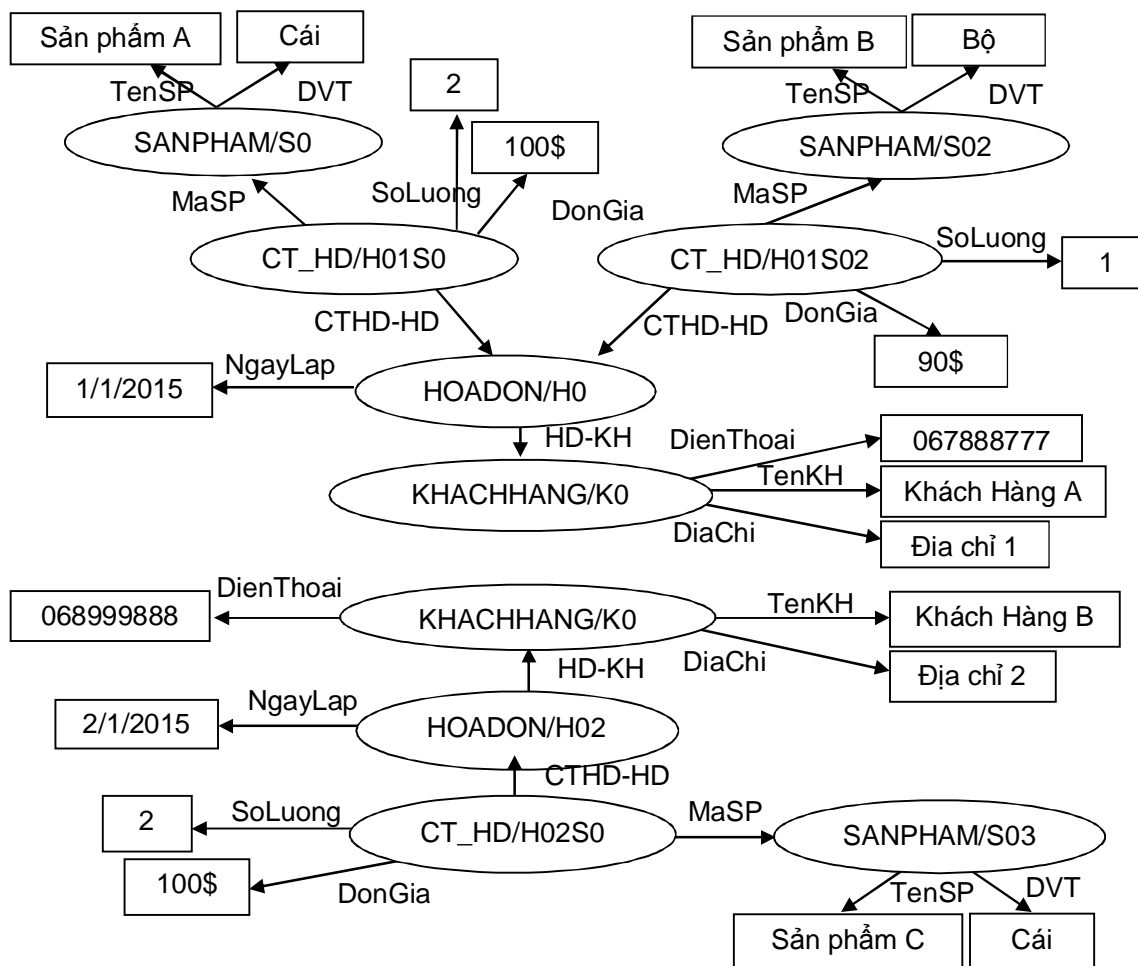 Sản phẩm A
Cái
Sản phẩm B
Bộ
TenSP
DVT
2
TenSP
DVT
SANPHAM/S0
100$
SANPHAM/S02
MaSP
SoLuong
DonGia
MaSP
CT_HD/H01S0
CT_HD/H01S02
SoLuong
1
CTHD-HD
CTHD-HD
DonGia
90$
1/1/2015
NgayLap
HOADON/H0
HD-KH
DienThoai
067888777
KHACHHANG/K0
TenKH
Khách Hàng A
DiaChi
Đia chỉ 1
DienThoai
068999888
KHACHHANG/K0
TenKH
Khách Hàng B
HD-KH
DiaChi
Địa chỉ 2
2/1/2015
NgayLap
HOADON/H02
CTHD-HD
2
SoLuong
CT_HD/H02S0
MaSP
SANPHAM/S03
100$
DonGia
TenSP
DVT
Sản phẩm C
Cái